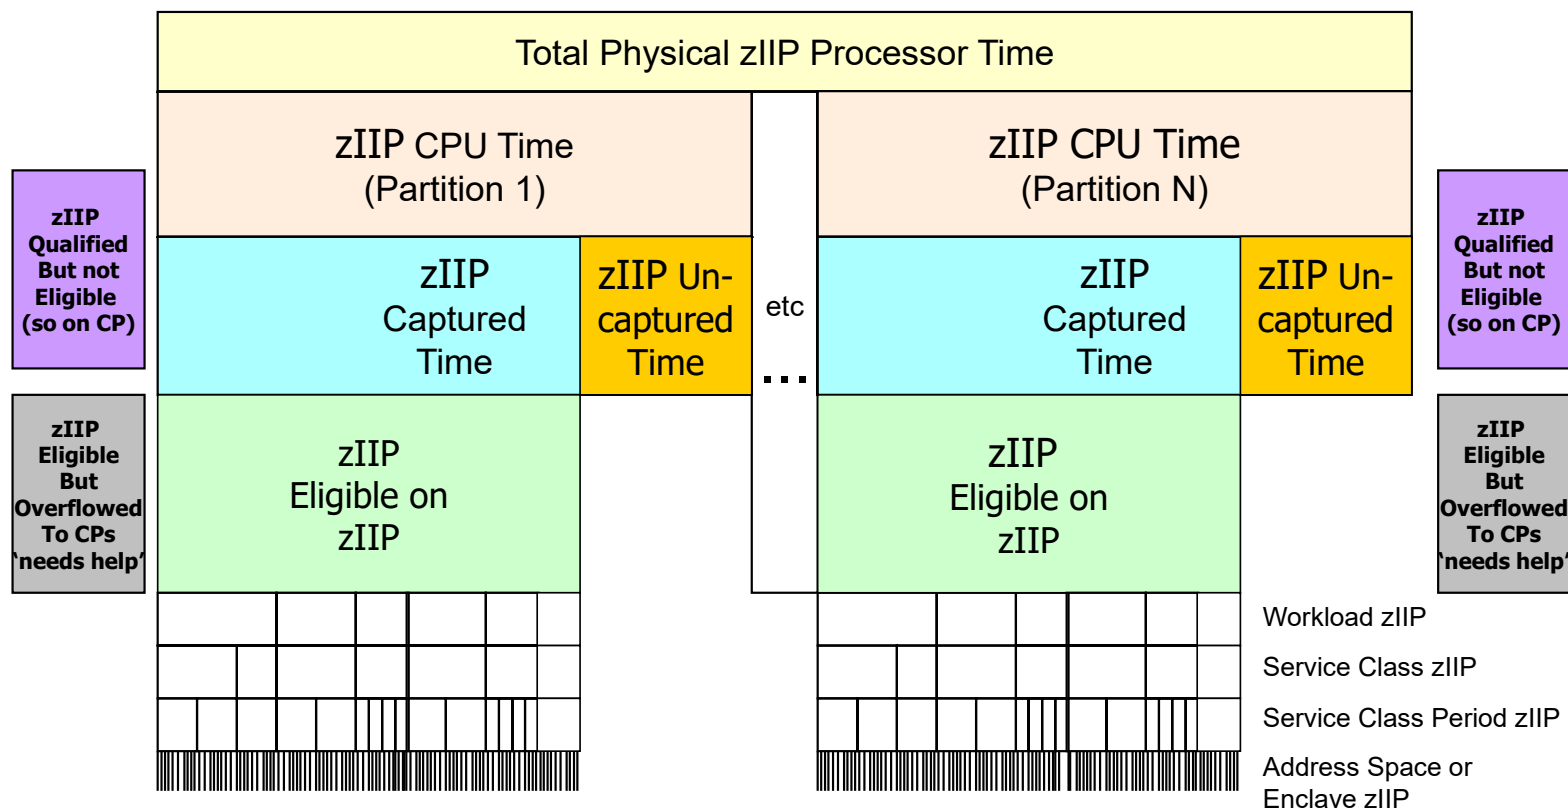 Total Physical zIIP Processor Time
zIIP CPU Time
(Partition 1)
zIIP CPU Time
(Partition N)
zIIP
Qualified
But not
Eligible
(so on CP)
zIIP
Captured
Time
zIIP Un-
captured
Time
etc
...
zIIP
Captured
Time
zIIP Un-
captured
Time
zIIP
Qualified
But not
Eligible
(so on CP)
zIIP
Eligible
But
Overflowed
To CPs
‘needs help’
zIIP
Eligible on
zIIP
zIIP
Eligible on
zIIP
zIIP
Eligible
But
Overflowed
To CPs
‘needs help’
Workload zIIP
Service Class zIIP
Service Class Period zIIP
Address Space or
Enclave zIIP